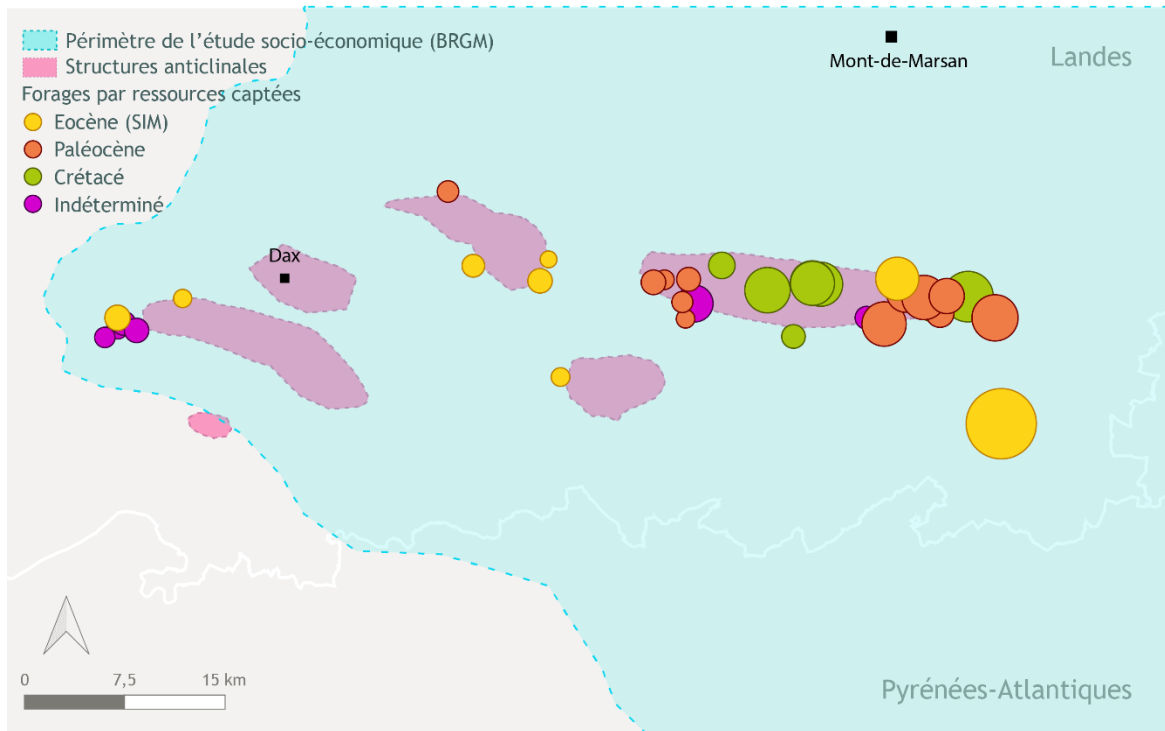 Périmètre de l’étude socio-économique (BRGM)
Structures anticlinales
Forages par ressources captées
Eocène (SIM)
Paléocène
Crétacé
Indéterminé
Mont-de-Marsan
Landes
Dax
0 7,5 15 km
Pyrénées-Atlantiques